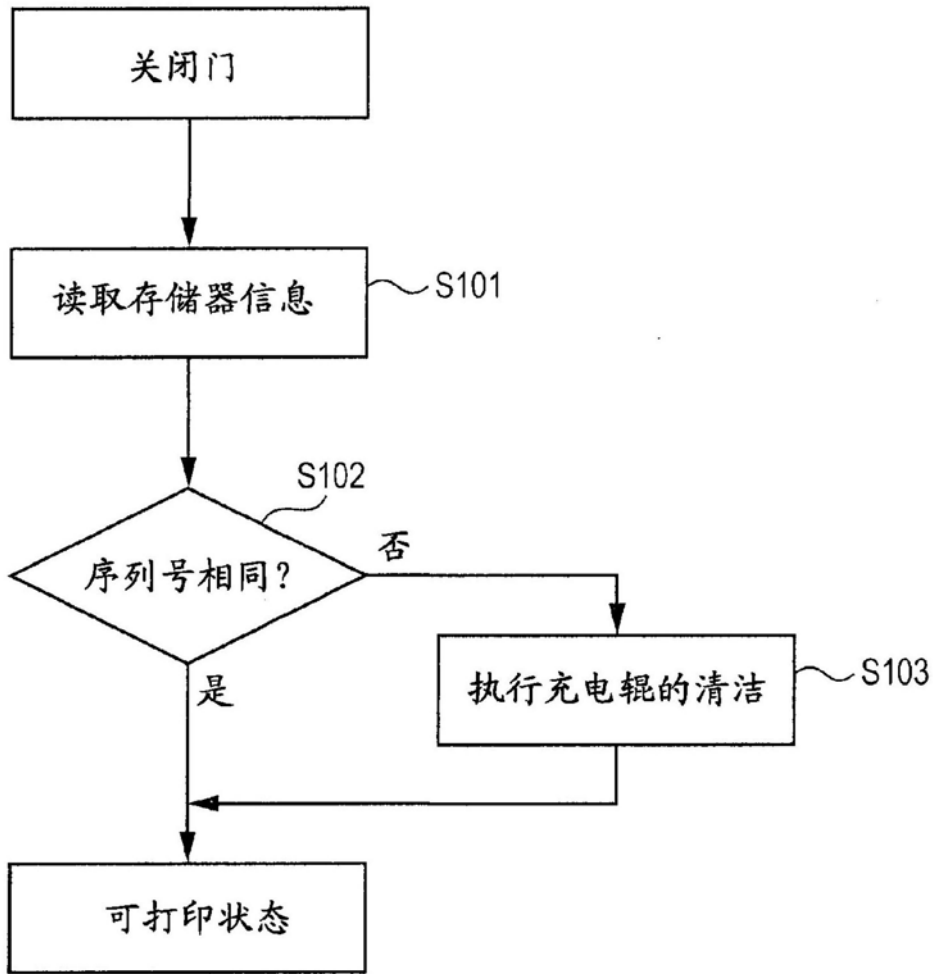 关闭门
读取存储器信息
S101
S102
序列号相同?
否
是
执行充电辊的清洁
S103
可打印状态